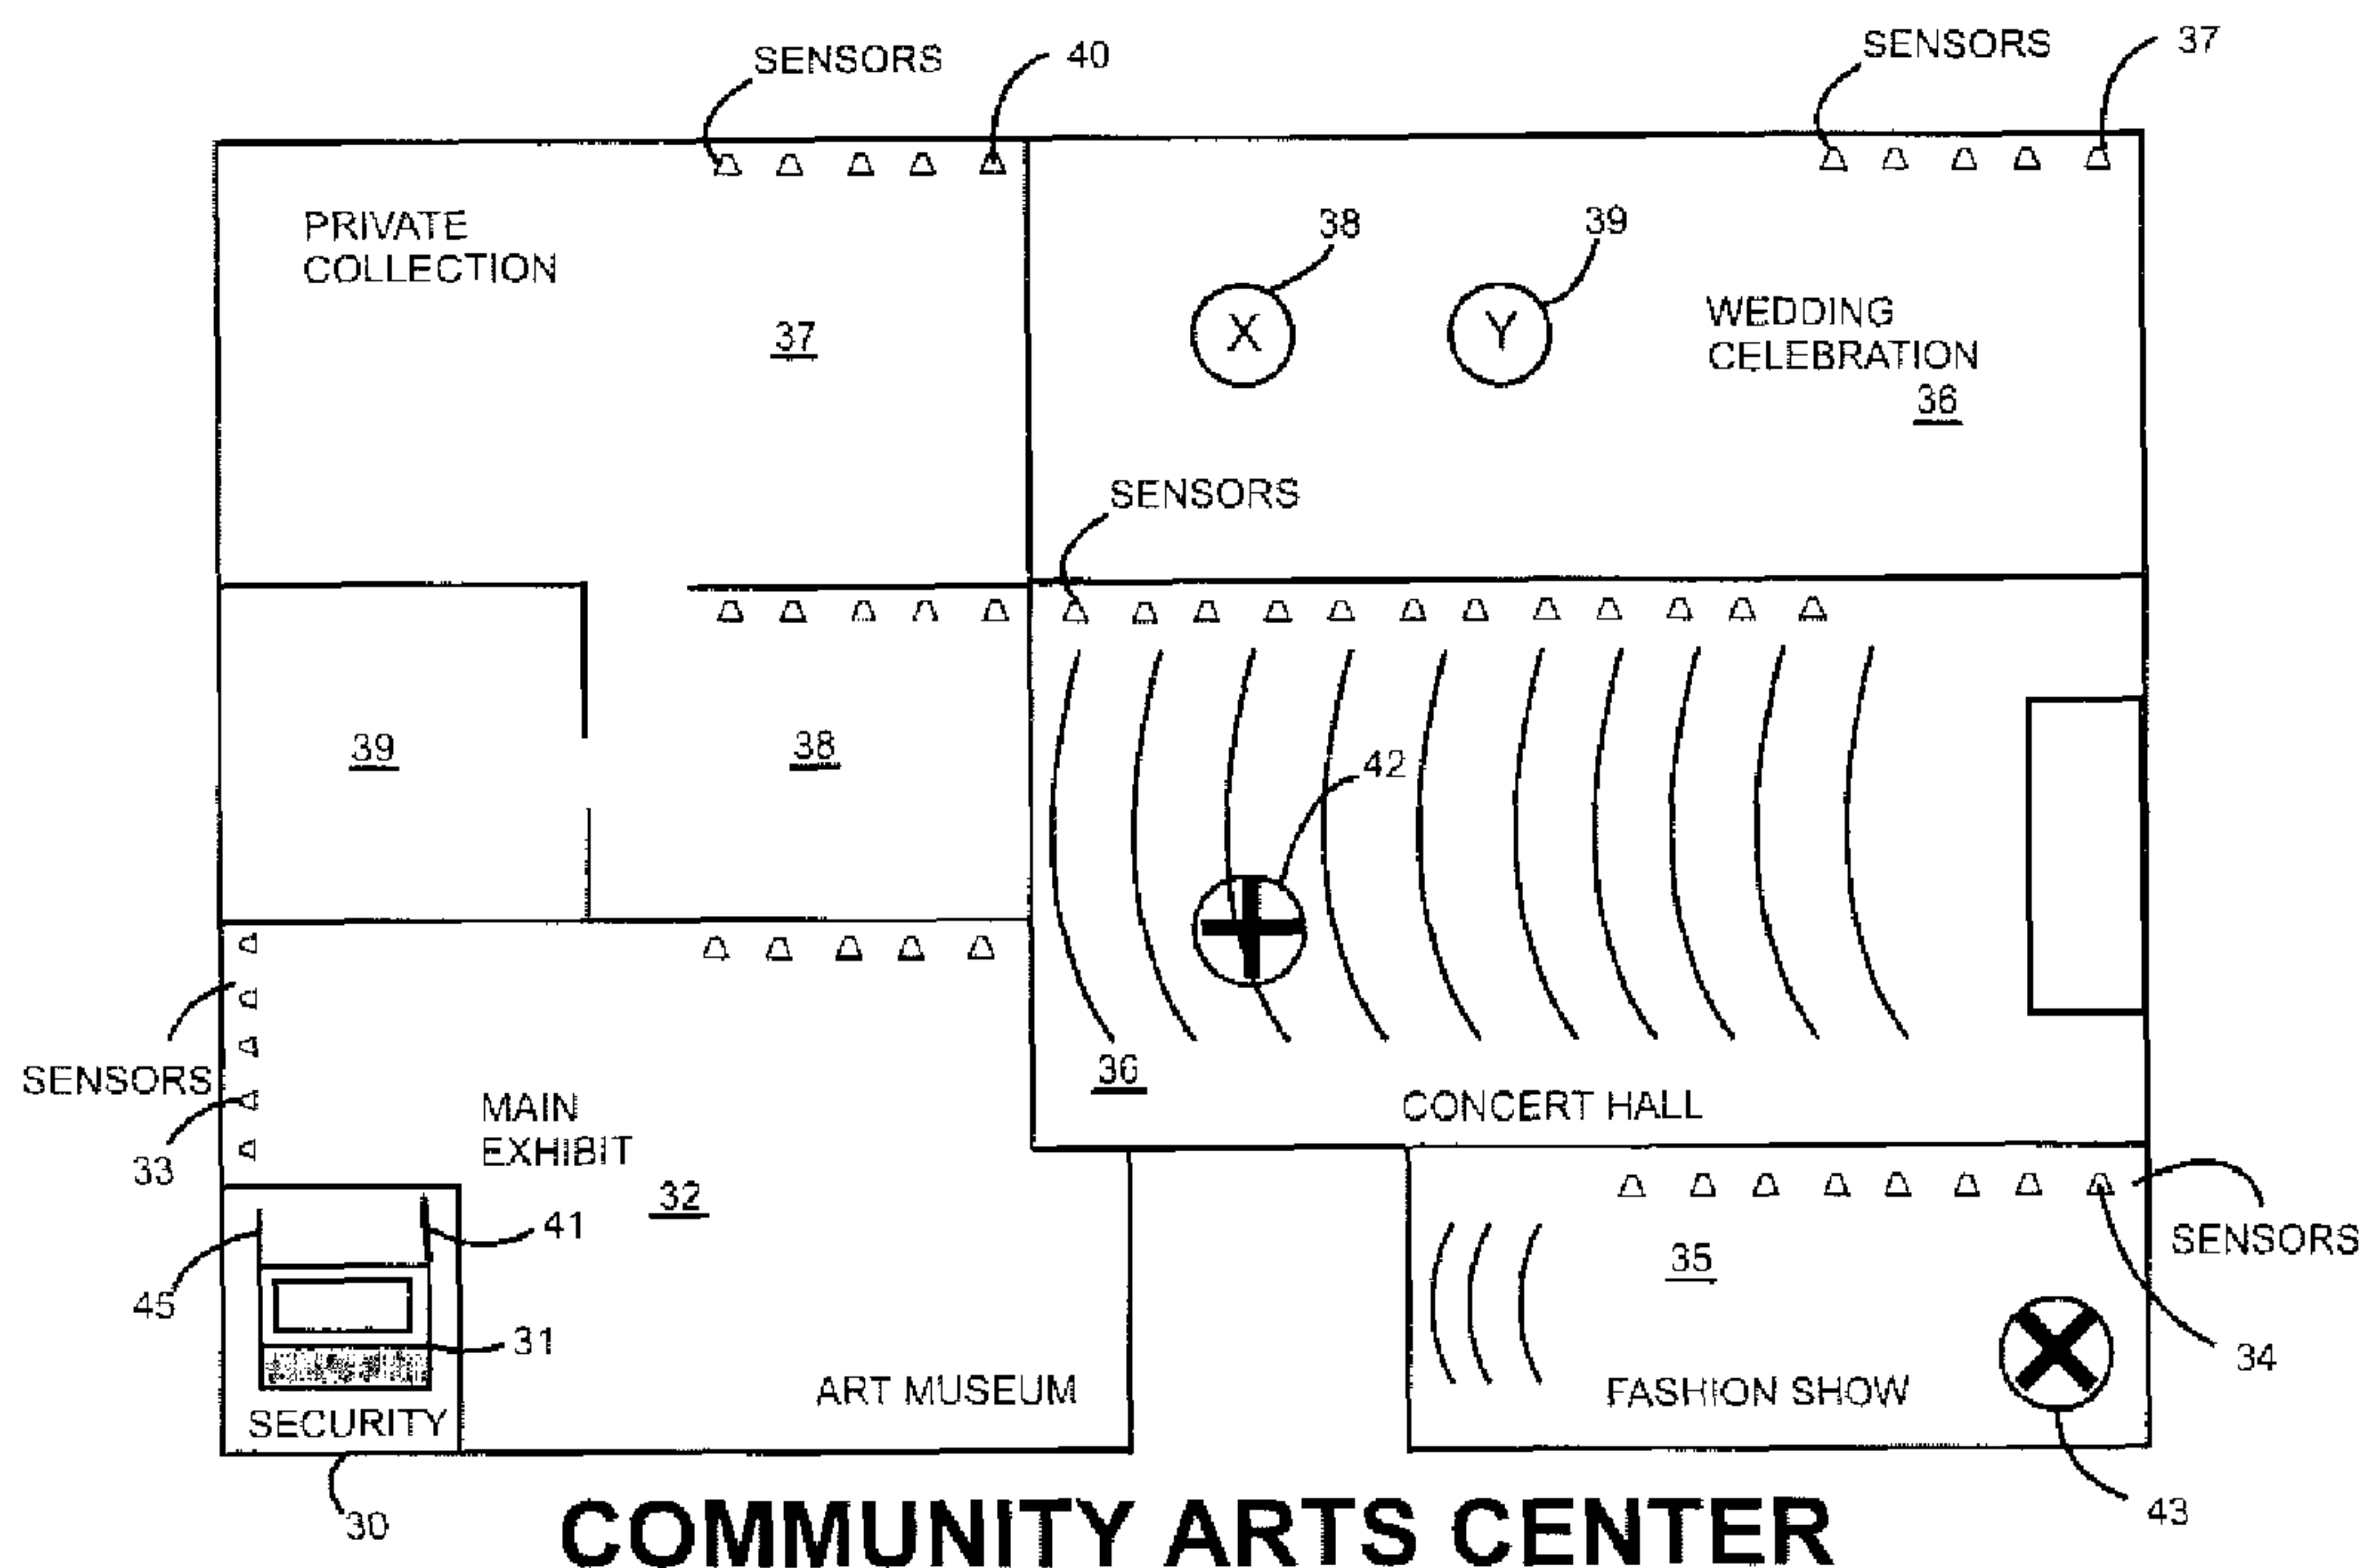 SENSORS
40
SENSORS
37
PRIVATE
COLLECTION
37
38
39
X
Y
WEDDING
CELEBRATION
36
SENSORS
39
38
42
36
CONCERT HALL
SENSORS
33
MAIN
EXHIBIT
32
45
41
31
SECURITY
30
ART MUSEUM
35
FASHION SHOW
SENSORS
34
43
COMMUNITY ARTS CENTER